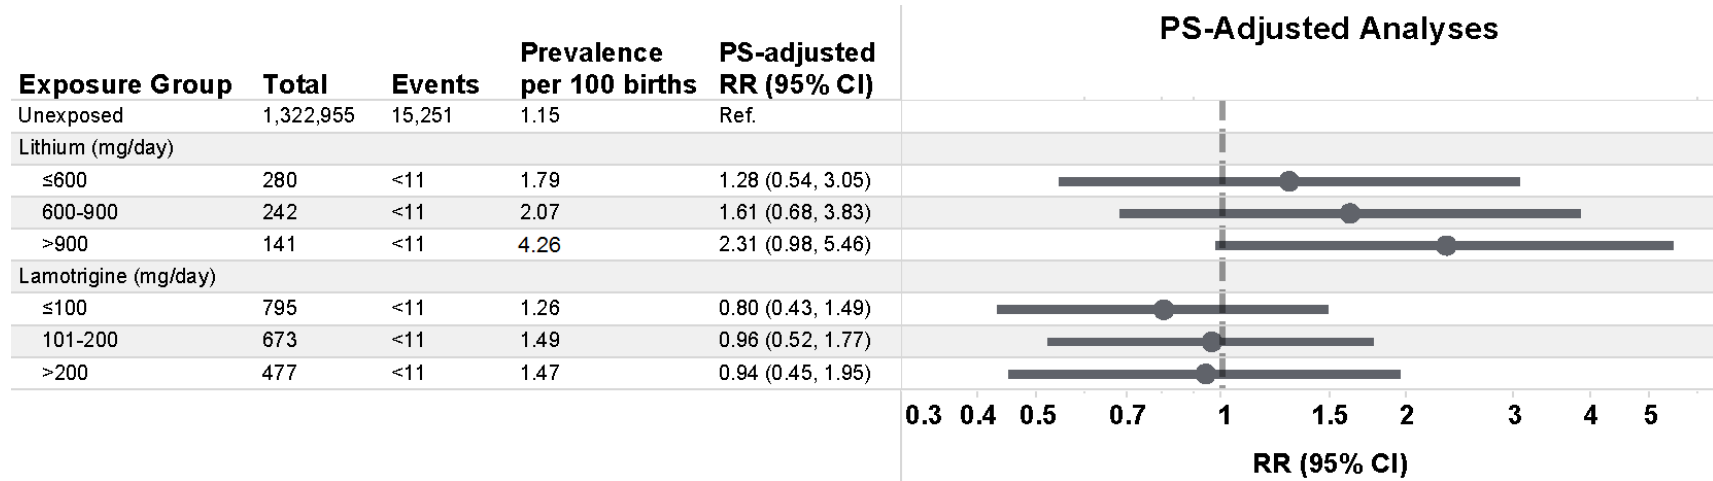 PS-Adjusted Analyses
Exposure Group Total Events Prevalence per 100 births PS-adjusted RR (95% CI)
Unexposed 1,322,955 15,251 1.15 Ref.
Lithium (mg/day)
≤600 280 <11 1.79 1.28 (0.54, 3.05)
600-900 242 <11 2.07 1.61 (0.68, 3.83)
>900 141 <11 4.26 2.31 (0.98, 5.46)
Lamotrigine (mg/day)
≤100 795 <11 1.26 0.80 (0.43, 1.49)
101-200 673 <11 1.49 0.96 (0.52, 1.77)
>200 477 <11 1.47 0.94 (0.45, 1.95)
0.3 0.4 0.5 0.7 1 1.5 2 3 4 5
RR (95% CI)